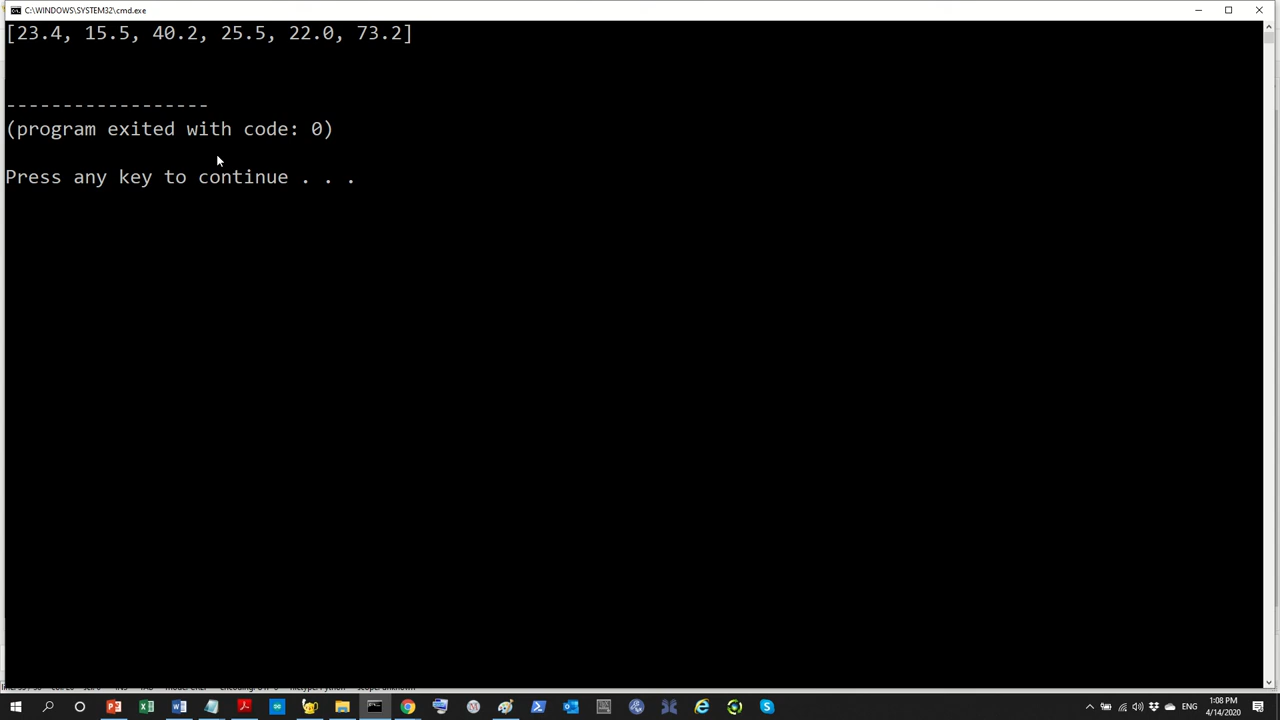 C:\WINDOWS\SYSTEM32\cmd.exe
[23.4, 15.5, 40.2, 25.5, 22.0, 73.2]
------------------
(program exited with code: 0)
Press any key to continue . . .
ENG
1:08 PM
4/14/2020